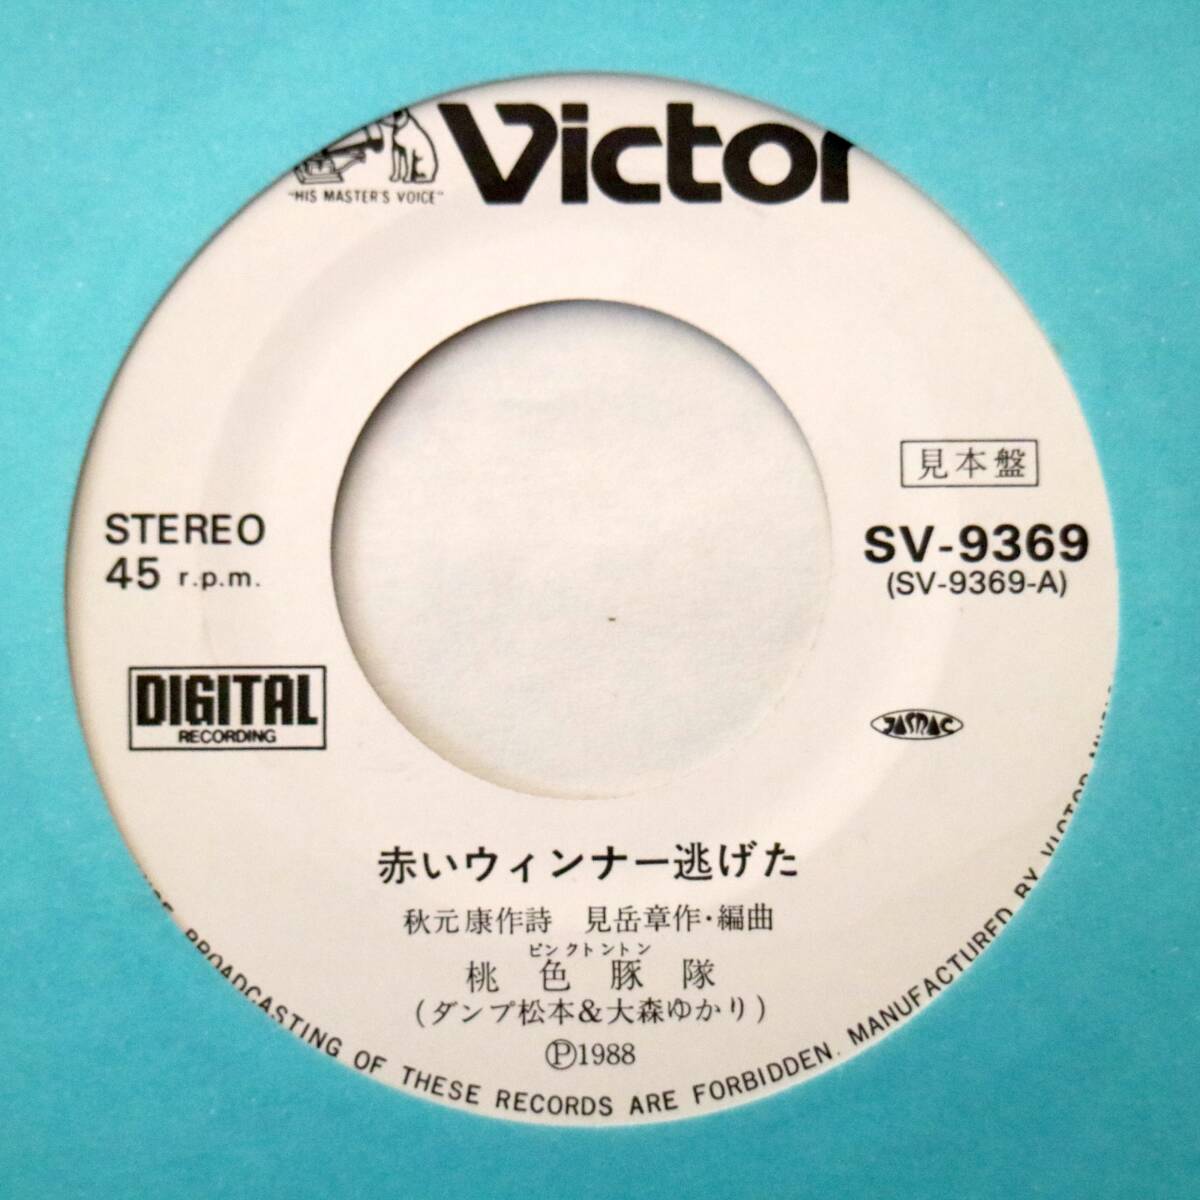 Victor
"HIS MASTER'S VOICE"
見本盤
STEREO
45 r.p.m.
SV-9369
(SV-9369-A)
DIGITAL
RECORDING
JASRAC
赤いウィンナー逃げた
秋元康作詩 見岳章作・編曲
ピンクトントン
桃色豚隊
(ダンプ松本&大森ゆかり)
Ⓟ1988
BROADCASTING OF THESE RECORDS ARE FORBIDDEN. MANUFACTURED BY VICTOR